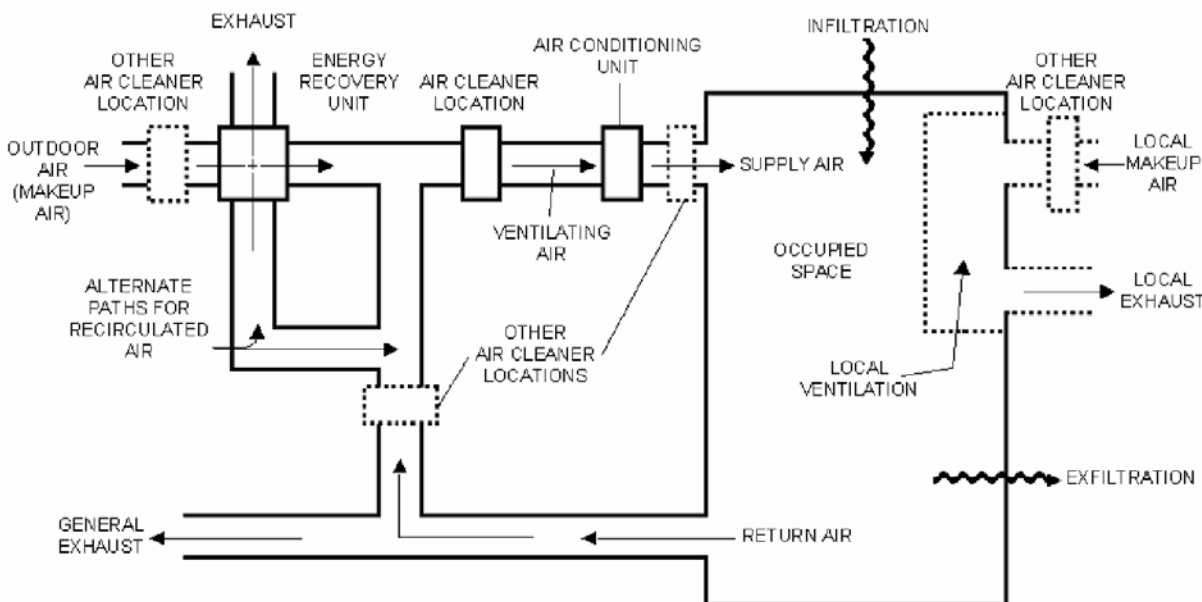 EXHAUST
OTHER
AIR CLEANER
LOCATION
ENERGY
RECOVERY
UNIT
AIR CLEANER
LOCATION
AIR CONDITIONING
UNIT
INFILTRATION
OTHER
AIR CLEANER
LOCATION
OUTDOOR
AIR
(MAKEUP
AIR)
SUPPLY AIR
LOCAL
MAKEUP
AIR
VENTILATING
AIR
OCCUPIED
SPACE
ALTERNATE
PATHS FOR
RECIRCULATED
AIR
LOCAL
EXHAUST
OTHER
AIR CLEANER
LOCATIONS
LOCAL
VENTILATION
EXFILTRATION
GENERAL
EXHAUST
RETURN AIR